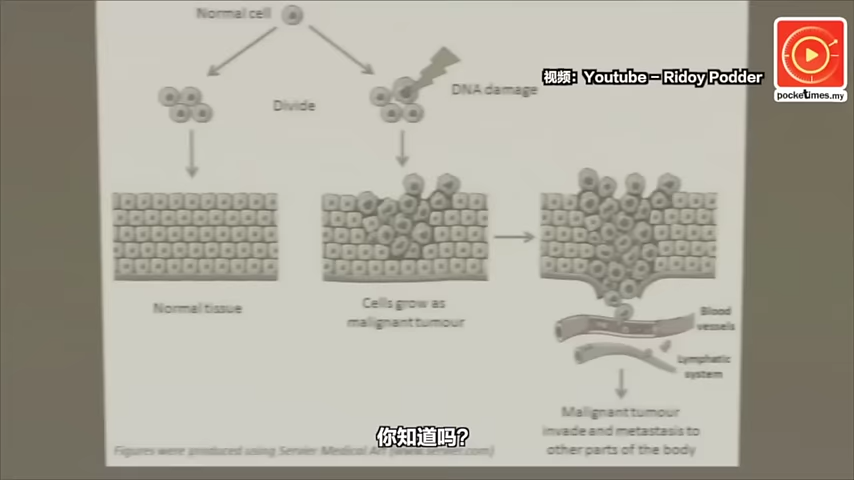 Normal cell
视频：Youtube – Ridoy Podder
pocketimes.my
DNA damage
Divide
Normal tissue
Cells grow as
malignant tumour
Blood
vessels
Lymphatic
system
Malignant tumour
invade and metastasis to
other parts of the body
你知道吗?
Figures were produced using Servier Medical Art (www.servier.com)